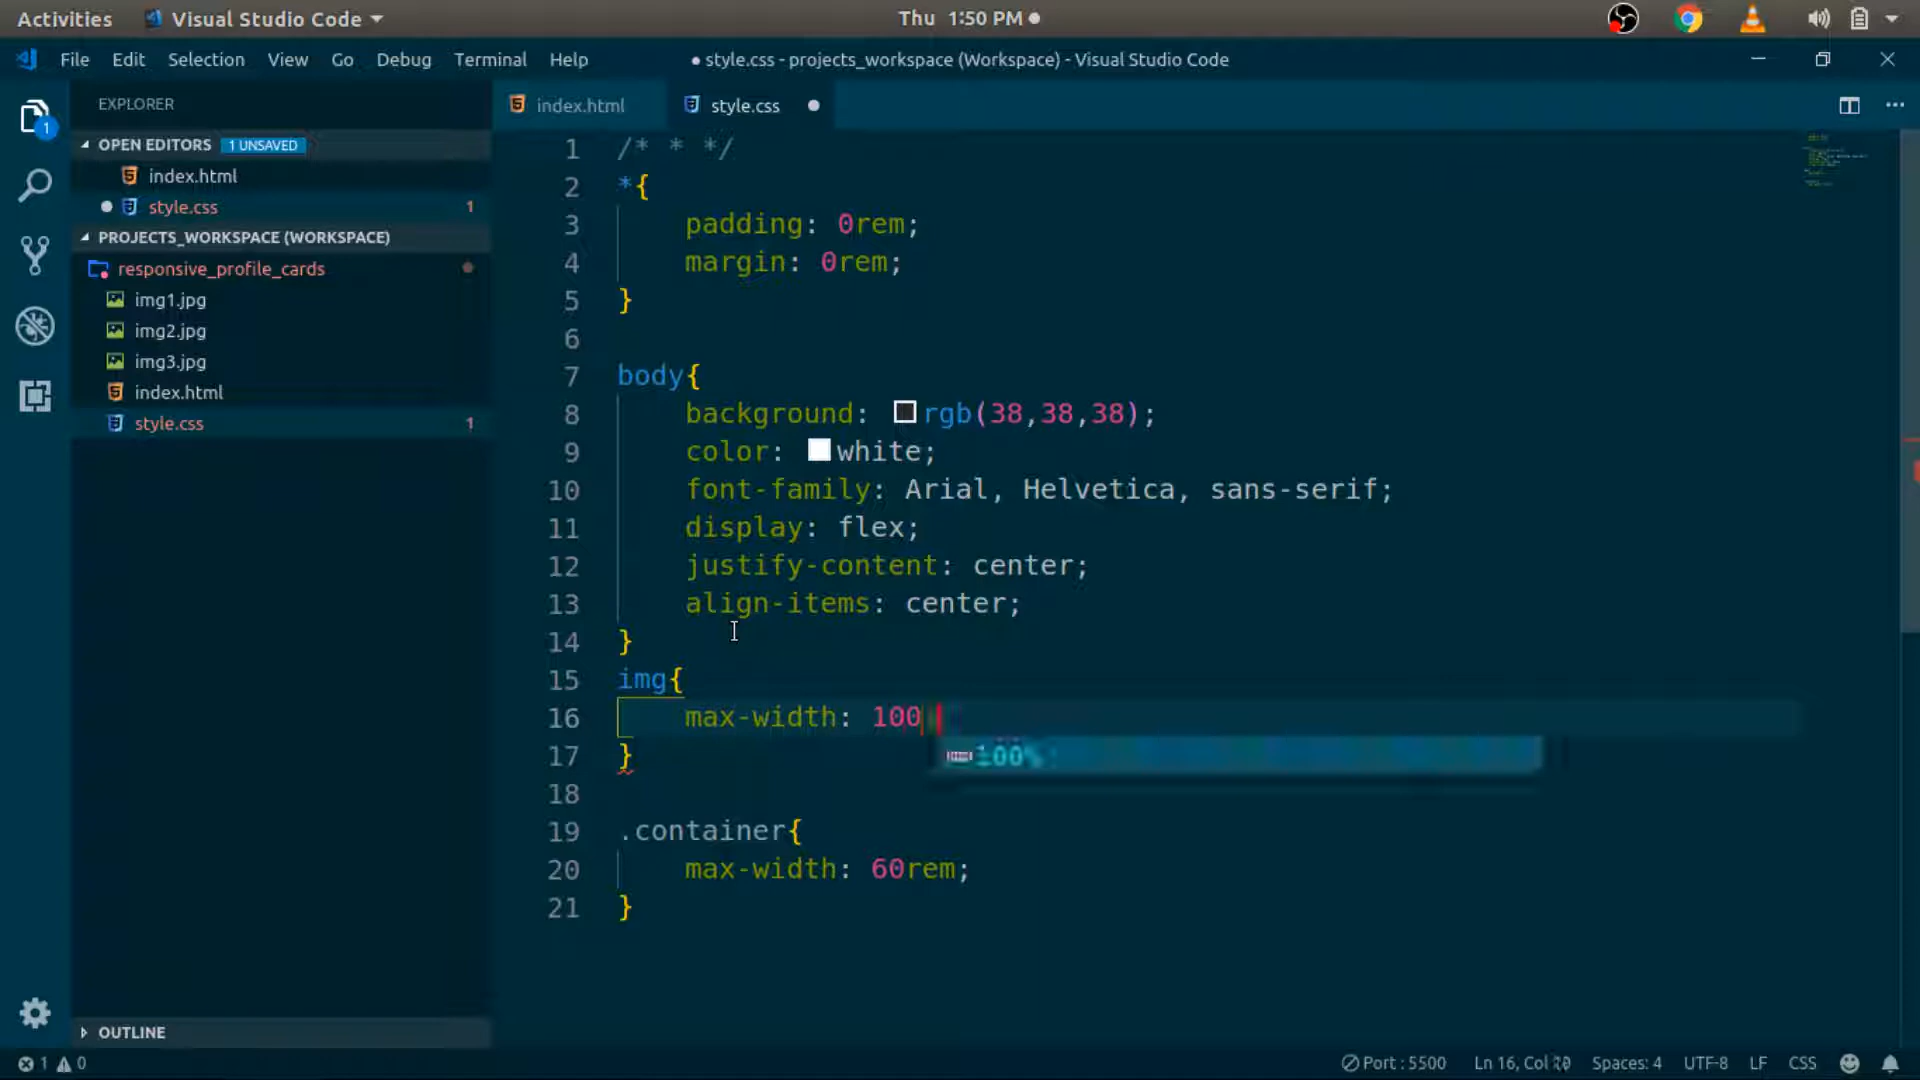 Activities Visual Studio Code Thu 1:50 PM
File Edit Selection View Go Debug Terminal Help ● style.css - projects_workspace (Workspace) - Visual Studio Code
EXPLORER
index.html style.css
OPEN EDITORS 1 UNSAVED
index.html
style.css 1
PROJECTS_WORKSPACE (WORKSPACE)
responsive_profile_cards
img1.jpg
img2.jpg
img3.jpg
index.html
style.css 1
OUTLINE
1 /* * */
2 *{
3 padding: 0rem;
4 margin: 0rem;
5 }
6
7 body{
8 background: rgb(38,38,38);
9 color: white;
10 font-family: Arial, Helvetica, sans-serif;
11 display: flex;
12 justify-content: center;
13 align-items: center;
14 }
15 img{
16 max-width: 100
100%
17 }
18
19 .container{
20 max-width: 60rem;
21 }
1 0 Port : 5500 Ln 16, Col Spaces: 4 UTF-8 LF CSS